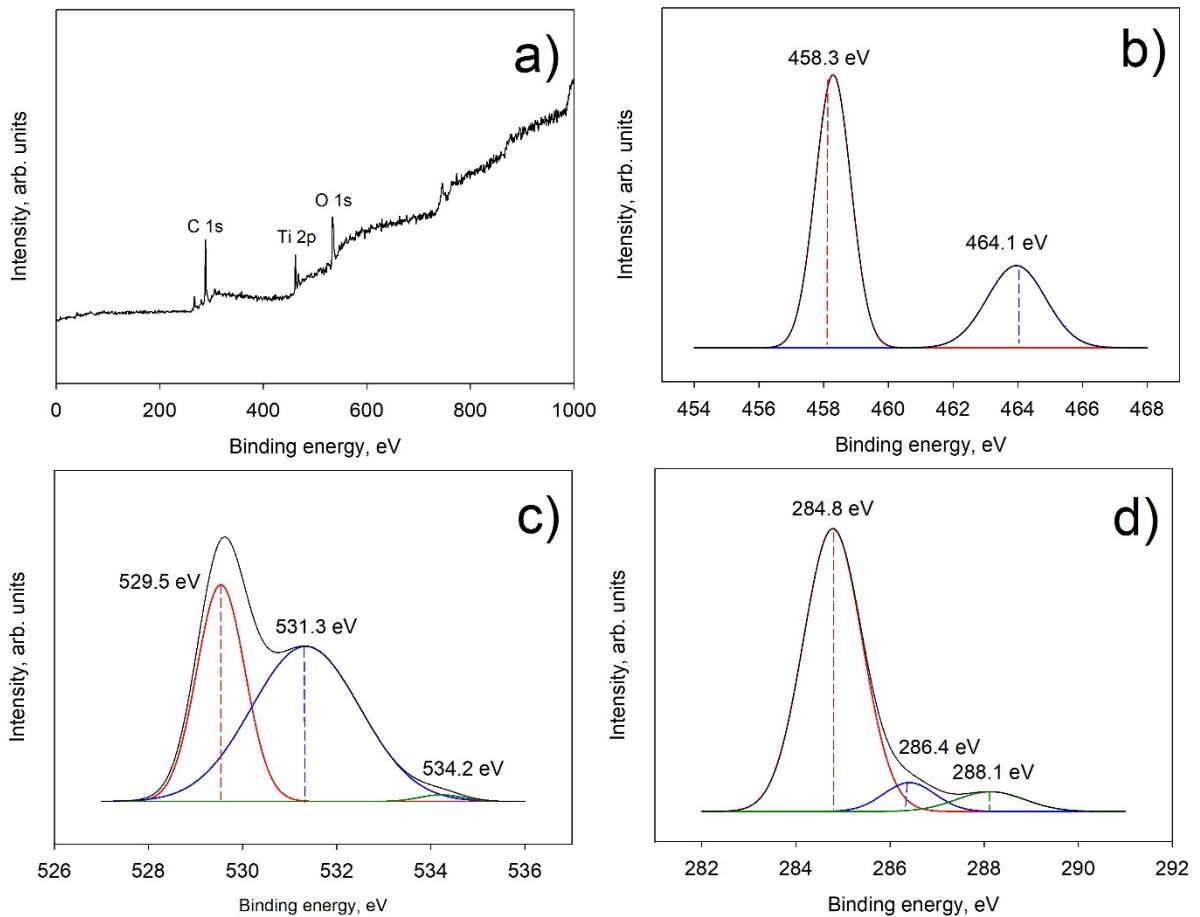 a)
Intensity, arb. units
C 1s
Ti 2p
O 1s
0 200 400 600 800 1000
Binding energy, eV
b)
Intensity, arb. units
458.3 eV
464.1 eV
454 456 458 460 462 464 466 468
Binding energy, eV
c)
Intensity, arb. units
529.5 eV
531.3 eV
534.2 eV
526 528 530 532 534 536
Binding energy, eV
d)
Intensity, arb. units
284.8 eV
286.4 eV
288.1 eV
282 284 286 288 290 292
Binding energy, eV